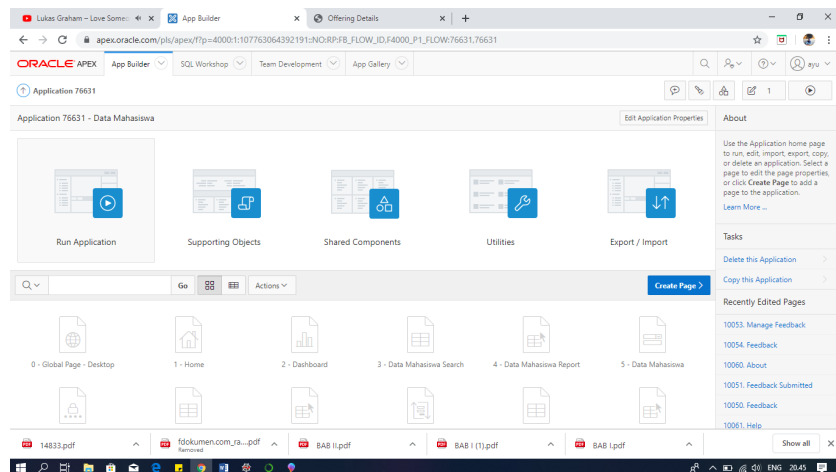 Lukas Graham – Love Someo
App Builder
Offering Details
apex.oracle.com/pls/apex/f?p=4000:1:107763064392191::NO:RP:FB_FLOW_ID,F4000_P1_FLOW:76631,76631
ORACLE APEX App Builder SQL Workshop Team Development App Gallery ayu
Application 76631 1
Application 76631 - Data Mahasiswa Edit Application Properties
About
Use the Application home page
to run, edit, import, export, copy,
or delete an application. Select a
page to edit the page properties,
or click Create Page to add a
page to the application.
Learn More ...
Run Application
Supporting Objects
Shared Components
Utilities
Export / Import
Tasks
Delete this Application
Copy this Application
Go Actions Create Page >
Recently Edited Pages
10053. Manage Feedback
10054. Feedback
10060. About
10051. Feedback Submitted
10050. Feedback
10061. Help
0 - Global Page - Desktop
1 - Home
2 - Dashboard
3 - Data Mahasiswa Search
4 - Data Mahasiswa Report
5 - Data Mahasiswa
14833.pdf
fdokumen.com_ra....pdf
Removed
BAB II.pdf
BAB I (1).pdf
BAB I.pdf
Show all
ENG 20.45